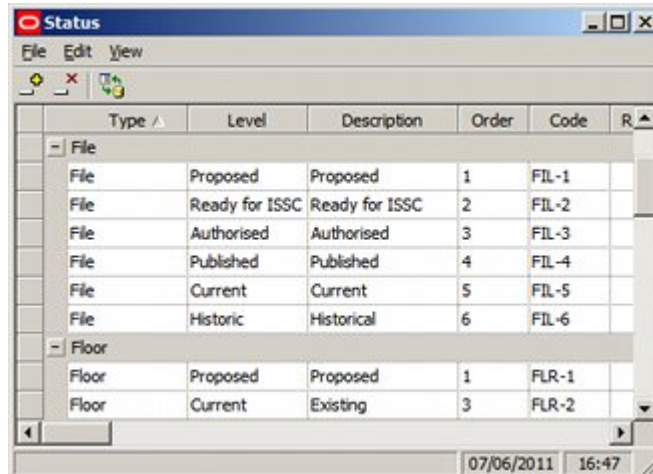 Status
File Edit View
Type Level Description Order Code R
File
File Proposed Proposed 1 FIL-1
File Ready for ISSC Ready for ISSC 2 FIL-2
File Authorised Authorised 3 FIL-3
File Published Published 4 FIL-4
File Current Current 5 FIL-5
File Historic Historical 6 FIL-6
Floor
Floor Proposed Proposed 1 FLR-1
Floor Current Existing 3 FLR-2
07/06/2011 16:47